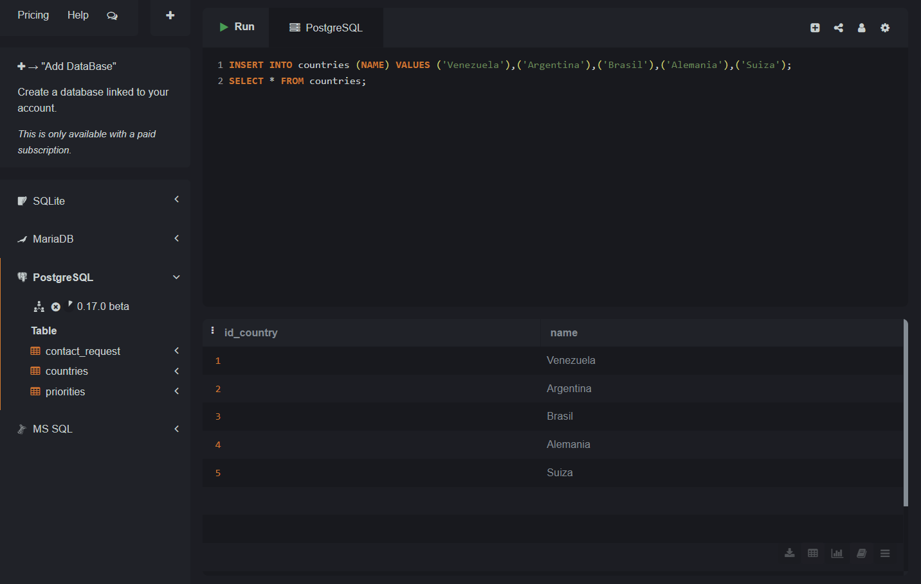 Pricing Help
"Add DataBase"
Create a database linked to your
account.
This is only available with a paid
subscription.
SQLite
MariaDB
PostgreSQL
0.17.0 beta
Table
contact_request
countries
priorities
MS SQL
Run PostgreSQL
1 INSERT INTO countries (NAME) VALUES ('Venezuela'),('Argentina'),('Brasil'),('Alemania'),('Suiza');
2 SELECT * FROM countries;
id_country name
1 Venezuela
2 Argentina
3 Brasil
4 Alemania
5 Suiza